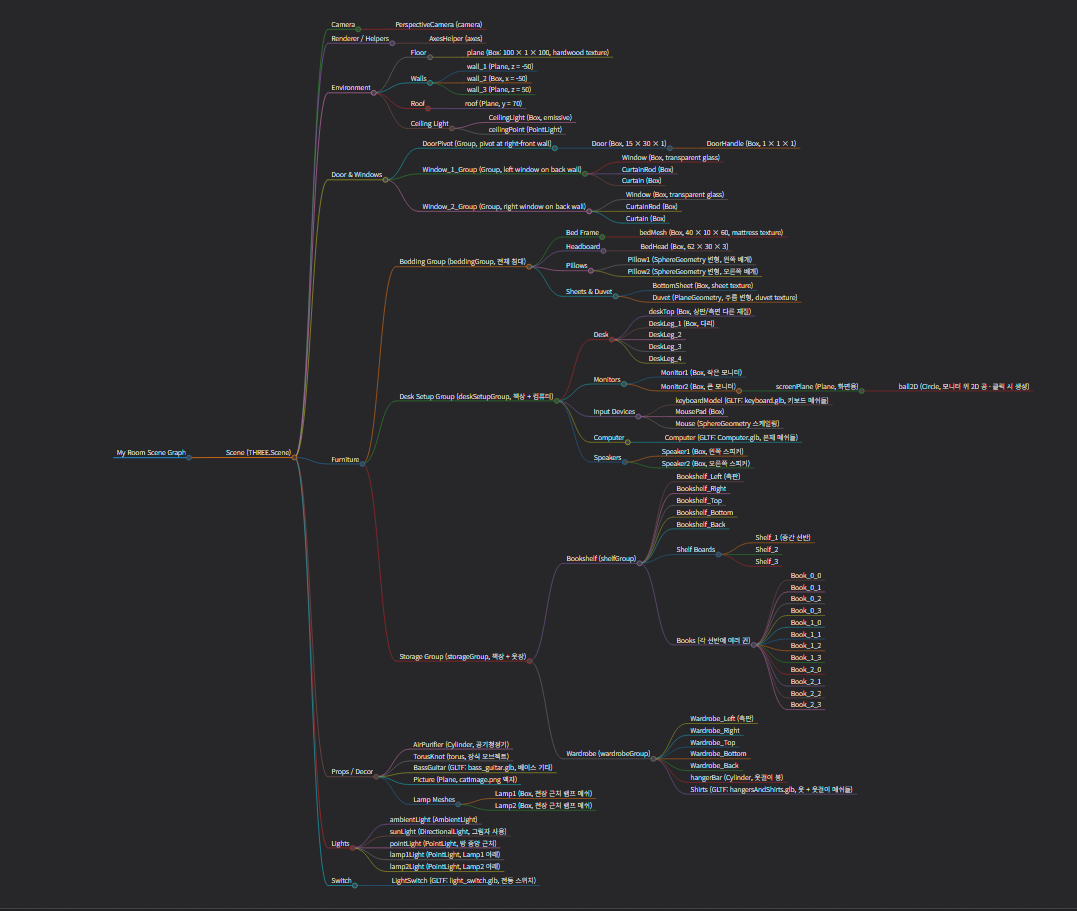 My Room Scene Graph
Scene (THREE.Scene)
Camera
PerspectiveCamera (camera)
Renderer / Helpers
AxesHelper (axes)
Environment
Floor
plane (Box: 100 × 1 × 100, hardwood texture)
Walls
wall_1 (Plane, z = -50)
wall_2 (Box, x = -50)
wall_3 (Plane, z = 50)
Roof
roof (Plane, y = 70)
Ceiling Light
CeilingLight (Box, emissive)
ceilingPoint (PointLight)
Door & Windows
DoorPivot (Group, pivot at right-front wall)
Door (Box, 15 × 30 × 1)
DoorHandle (Box, 1 × 1 × 1)
Window_1_Group (Group, left window on back wall)
Window (Box, transparent glass)
CurtainRod (Box)
Curtain (Box)
Window_2_Group (Group, right window on back wall)
Window (Box, transparent glass)
CurtainRod (Box)
Curtain (Box)
Furniture
Bedding Group (beddingGroup, 전체 침대)
Bed Frame
bedMesh (Box, 40 × 10 × 60, mattress texture)
Headboard
BedHead (Box, 62 × 30 × 3)
Pillows
Pillow1 (SphereGeometry 변형, 왼쪽 베개)
Pillow2 (SphereGeometry 변형, 오른쪽 베개)
Sheets & Duvet
BottomSheet (Box, sheet texture)
Duvet (PlaneGeometry, 주름 변형, duvet texture)
Desk Setup Group (deskSetupGroup, 책상 + 컴퓨터)
Desk
deskTop (Box, 상판/측면 다른 재질)
DeskLeg_1 (Box, 다리)
DeskLeg_2
DeskLeg_3
DeskLeg_4
Monitors
Monitor1 (Box, 작은 모니터)
Monitor2 (Box, 큰 모니터)
screenPlane (Plane, 화면용)
ball2D (Circle, 모니터 위 2D 공 · 클릭 시 생성)
Input Devices
keyboardModel (GLTF: keyboard.glb, 키보드 메쉬들)
MousePad (Box)
Mouse (SphereGeometry 스케일링)
Computer
Computer (GLTF: Computer.glb, 본체 메쉬들)
Speakers
Speaker1 (Box, 왼쪽 스피커)
Speaker2 (Box, 오른쪽 스피커)
Storage Group (storageGroup, 책장 + 옷장)
Bookshelf (shelfGroup)
Bookshelf_Left (측판)
Bookshelf_Right
Bookshelf_Top
Bookshelf_Bottom
Bookshelf_Back
Shelf Boards
Shelf_1 (중간 선반)
Shelf_2
Shelf_3
Books (각 선반에 여러 권)
Book_0_0
Book_0_1
Book_0_2
Book_0_3
Book_1_0
Book_1_1
Book_1_2
Book_1_3
Book_2_0
Book_2_1
Book_2_2
Book_2_3
Wardrobe (wardrobeGroup)
Wardrobe_Left (측판)
Wardrobe_Right
Wardrobe_Top
Wardrobe_Bottom
Wardrobe_Back
hangerBar (Cylinder, 옷걸이 봉)
Shirts (GLTF: hangersAndShirts.glb, 옷 + 옷걸이 메쉬들)
Props / Decor
AirPurifier (Cylinder, 공기청정기)
TorusKnot (torus, 장식 오브젝트)
BassGuitar (GLTF: bass_guitar.glb, 베이스 기타)
Picture (Plane, catImage.png 액자)
Lamp Meshes
Lamp1 (Box, 천장 근처 램프 메쉬)
Lamp2 (Box, 천장 근처 램프 메쉬)
Lights
ambientLight (AmbientLight)
sunLight (DirectionalLight, 그림자 사용)
pointLight (PointLight, 방 중앙 근처)
lamp1Light (PointLight, Lamp1 아래)
lamp2Light (PointLight, Lamp2 아래)
Switch
LightSwitch (GLTF: light_switch.glb, 전등 스위치)